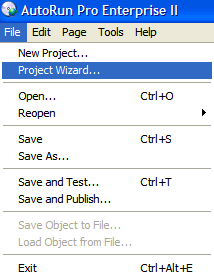 AutoRun Pro Enterprise II
File Edit Page Tools Help
New Project...
Project Wizard...
Open... Ctrl+O
Reopen
Save Ctrl+S
Save As...
Save and Test... Ctrl+T
Save and Publish...
Save Object to File...
Load Object from File...
Exit Ctrl+Alt+E